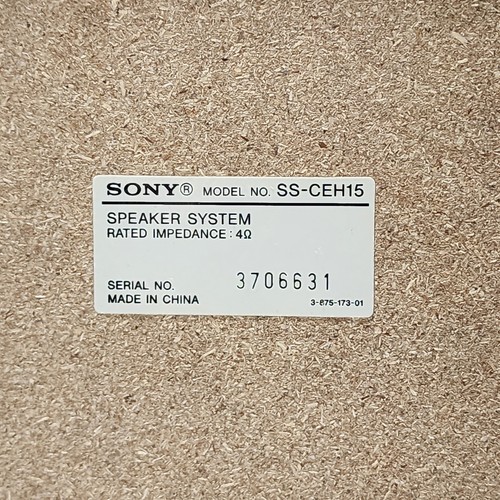 SONY® MODEL NO. SS-CEH15
SPEAKER SYSTEM
RATED IMPEDANCE: 4Ω
SERIAL NO. 3706631
MADE IN CHINA 3-875-173-01